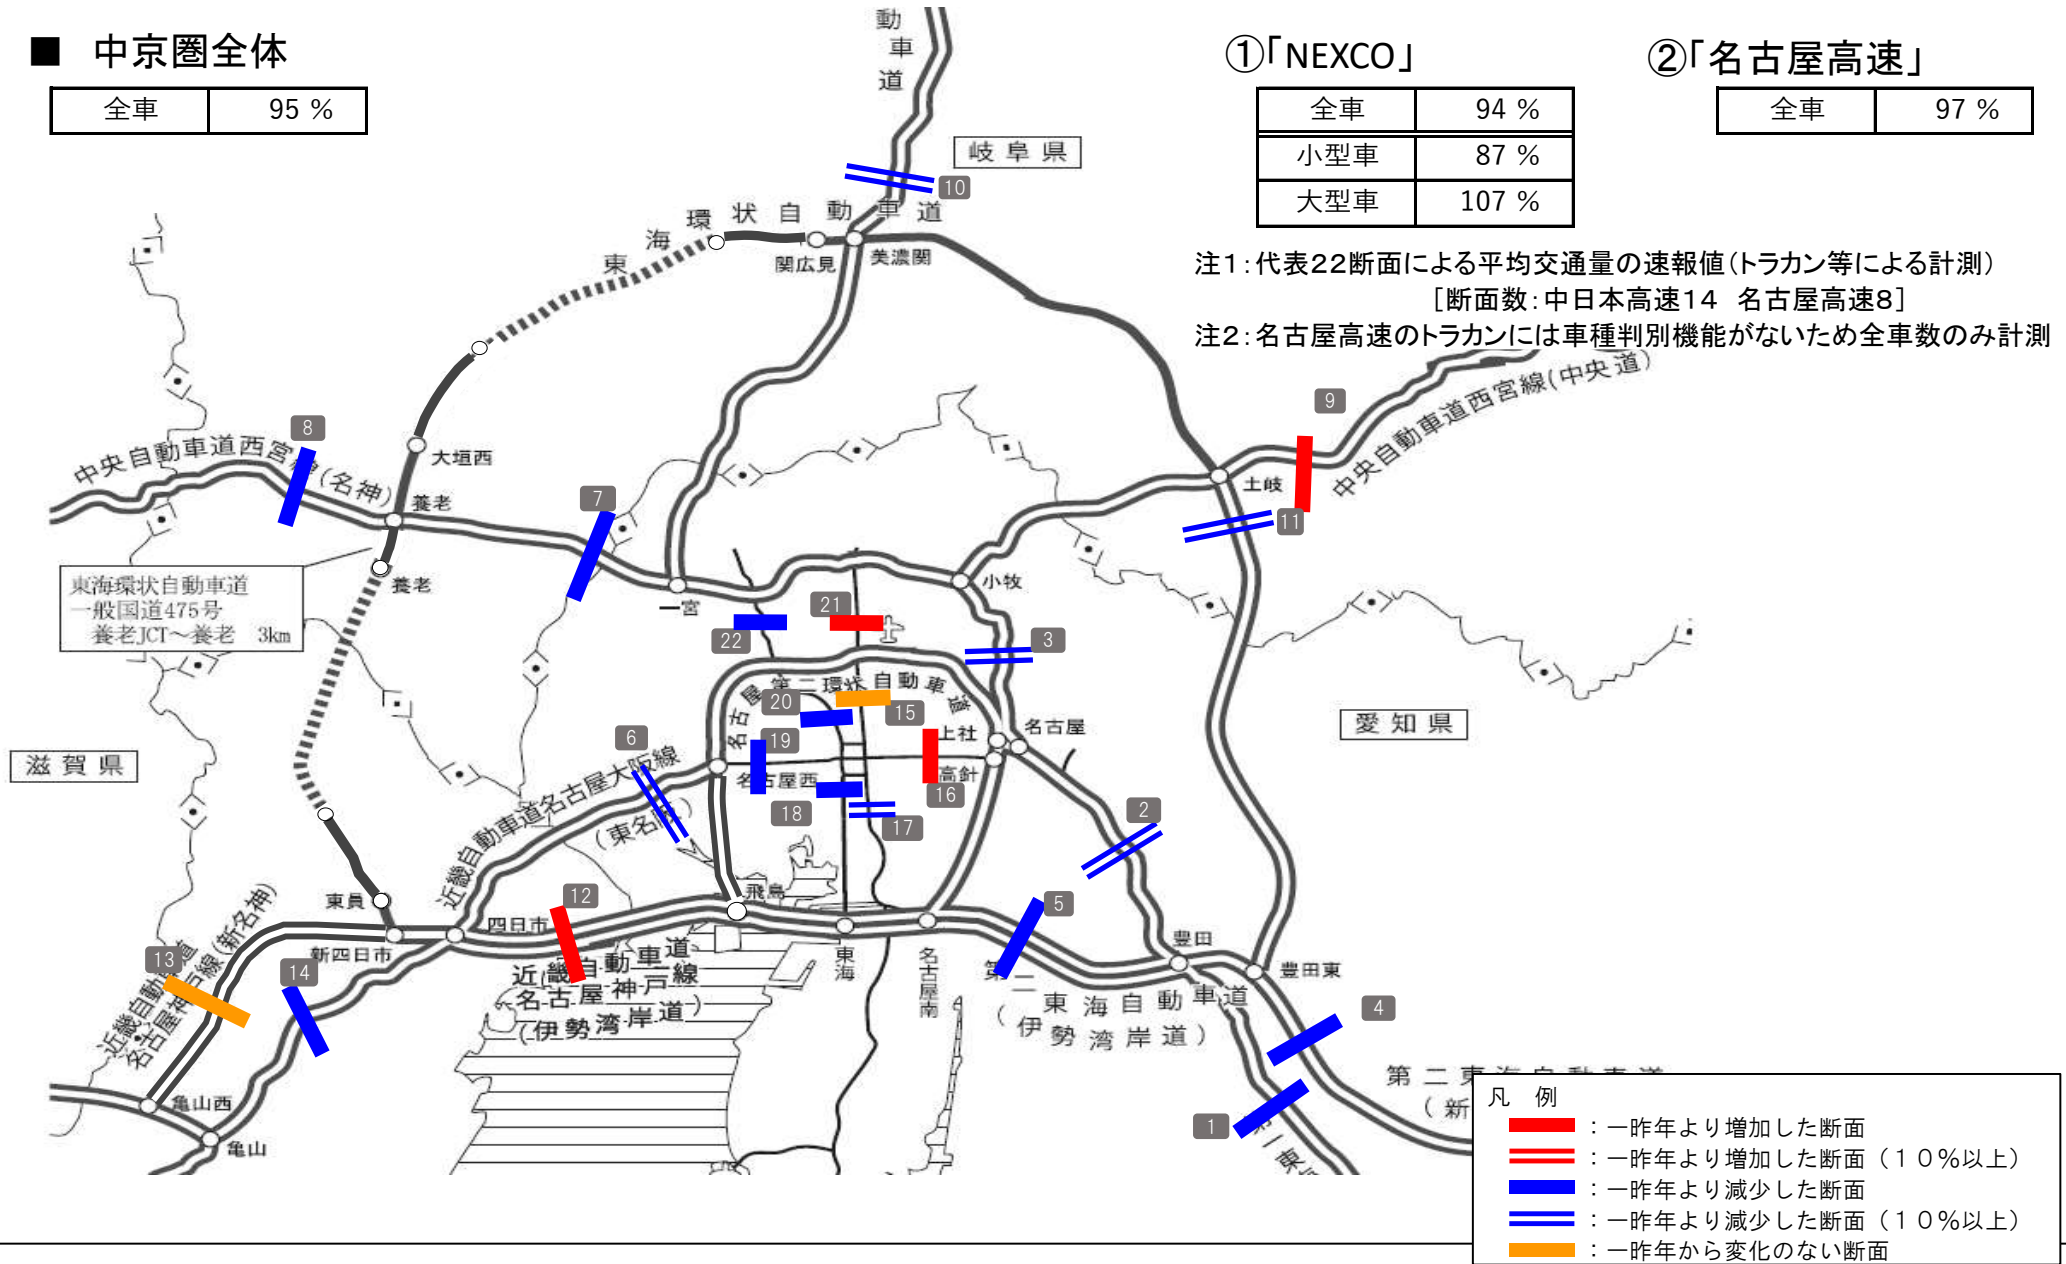 ■ 中京圏全体
全車 95 %
①「NEXCO」
全車 94 %
小型車 87 %
大型車 107 %
②「名古屋高速」
全車 97 %
注1：代表22断面による平均交通量の速報値（トラカン等による計測）
［断面数：中日本高速14 名古屋高速8］
注2：名古屋高速のトラカンには車種判別機能がないため全車数のみ計測
動車道
岐阜県
10
東海環状自動車道
関広見
美濃関
9
中央自動車道西宮線(中央道)
土岐
11
8
中央自動車道西宮線(名神)
大垣西
養老
7
養老
東海環状自動車道
一般国道475号
養老JCT～養老 3km
一宮
小牧
21
22
3
名古屋第二環状自動車道
20
15
19
上社
名古屋
名古屋西
高針
16
18
17
愛知県
滋賀県
6
近畿自動車道名古屋大阪線
(東名阪)
2
飛島
12
5
東員
四日市
新四日市
東海
名古屋南
豊田
豊田東
13
14
近畿自動車道
名古屋神戸線(新名神)
近畿自動車道
名古屋神戸線
(伊勢湾岸道)
第二東海自動車道
(伊勢湾岸道)
4
1
亀山西
亀山
第二東海自動車道
(新
第一東
凡 例
：一昨年より増加した断面
：一昨年より増加した断面（１０％以上）
：一昨年より減少した断面
：一昨年より減少した断面（１０％以上）
：一昨年から変化のない断面